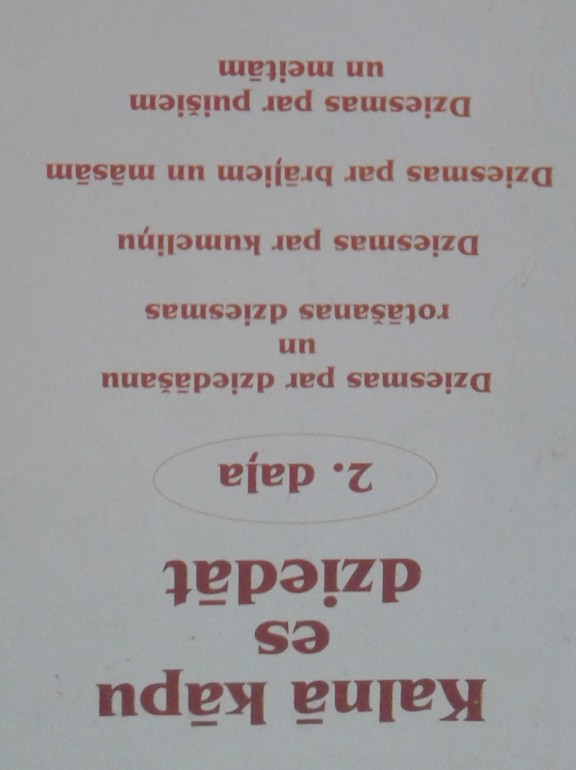 Kalnā kāpu
es
dziedāt
2. daļa
Dziesmas par dziedāšanu
un
rotāšanas dziesmas
Dziesmas par kumeliņu
Dziesmas par brāļiem un māsām
Dziesmas par puišiem
un meitām